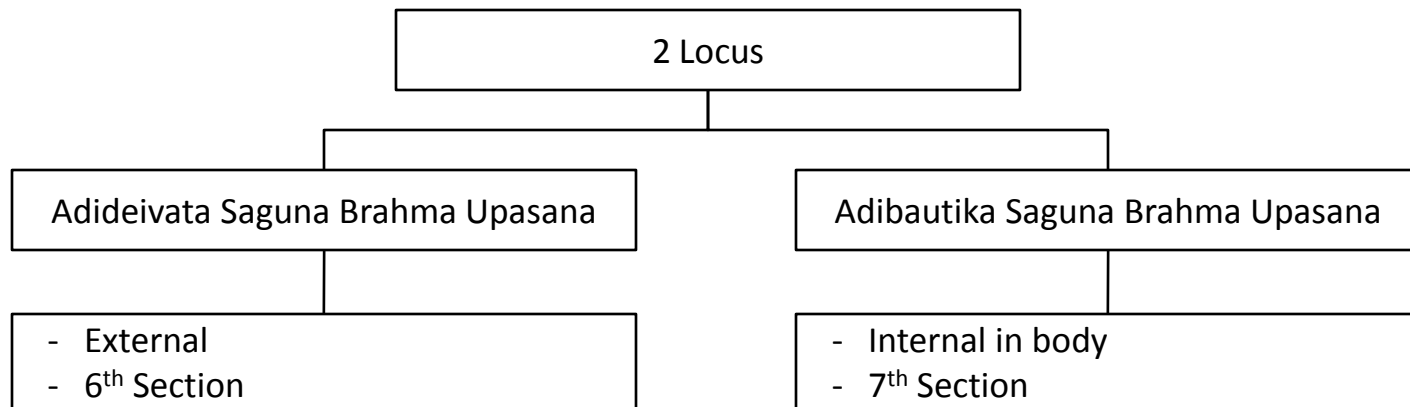 2 Locus
Adideivata Saguna Brahma Upasana
Adibautika Saguna Brahma Upasana
- External
- 6th Section
- Internal in body
- 7th Section